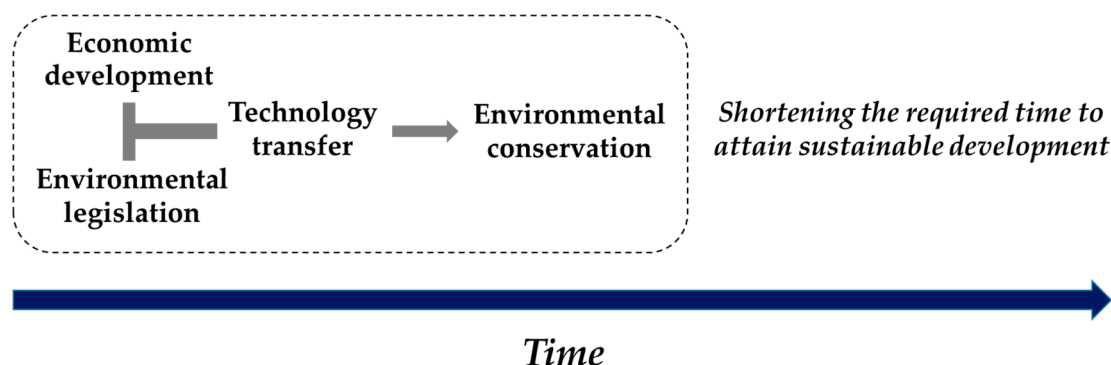 Economic
development
Technology
transfer
Environmental
conservation
Environmental
legislation
Shortening the required time to
attain sustainable development
Time